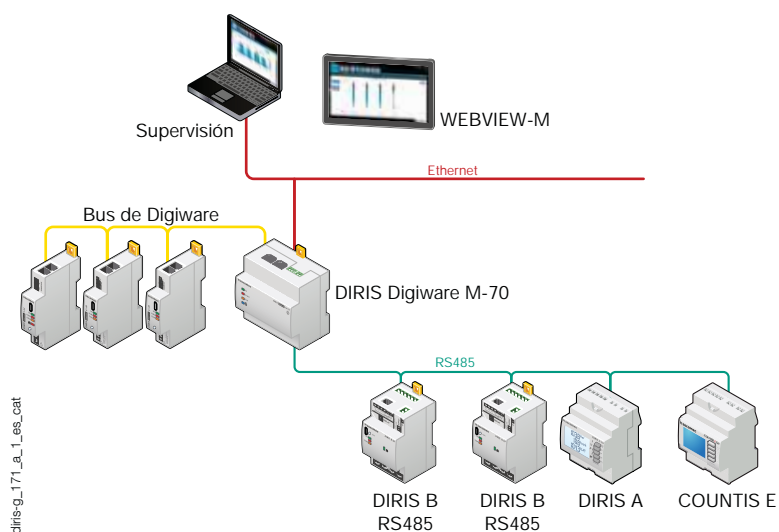 Supervisión
WEBVIEW-M
Ethernet
Bus de Digiware
DIRIS Digiware M-70
RS485
DIRIS B
RS485
DIRIS B
RS485
DIRIS A
COUNTIS E
diris-g_171_a_1_es_cat